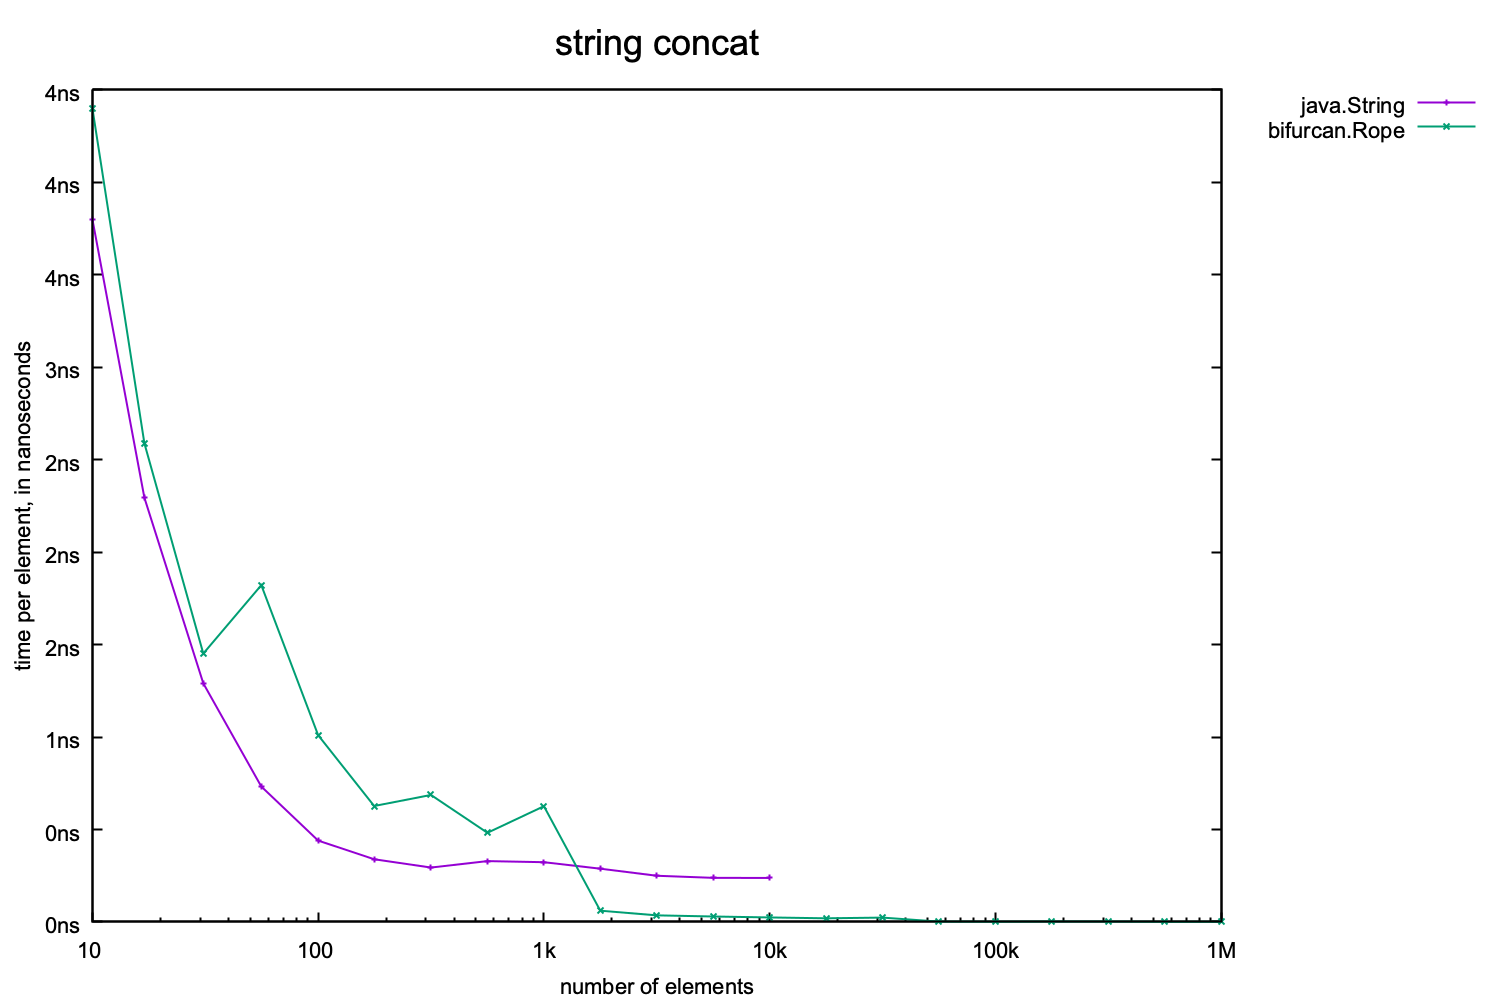 string concat
java.String
bifurcan.Rope
4ns
4ns
4ns
3ns
2ns
2ns
2ns
1ns
0ns
0ns
time per element, in nanoseconds
10 100 1k 10k 100k 1M
number of elements